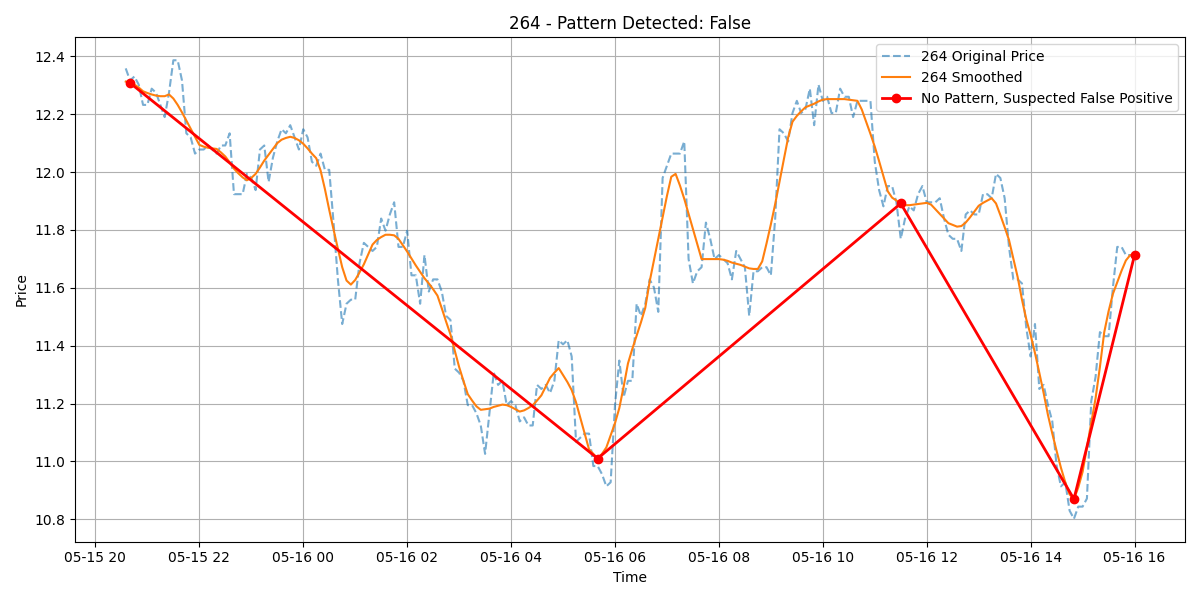 264 - Pattern Detected: False
12.4
12.2
12.0
11.8
11.6
11.4
11.2
11.0
10.8
Price
264 Original Price
264 Smoothed
No Pattern, Suspected False Positive
05-15 20 05-15 22 05-16 00 05-16 02 05-16 04 05-16 06 05-16 08 05-16 10 05-16 12 05-16 14 05-16 16
Time